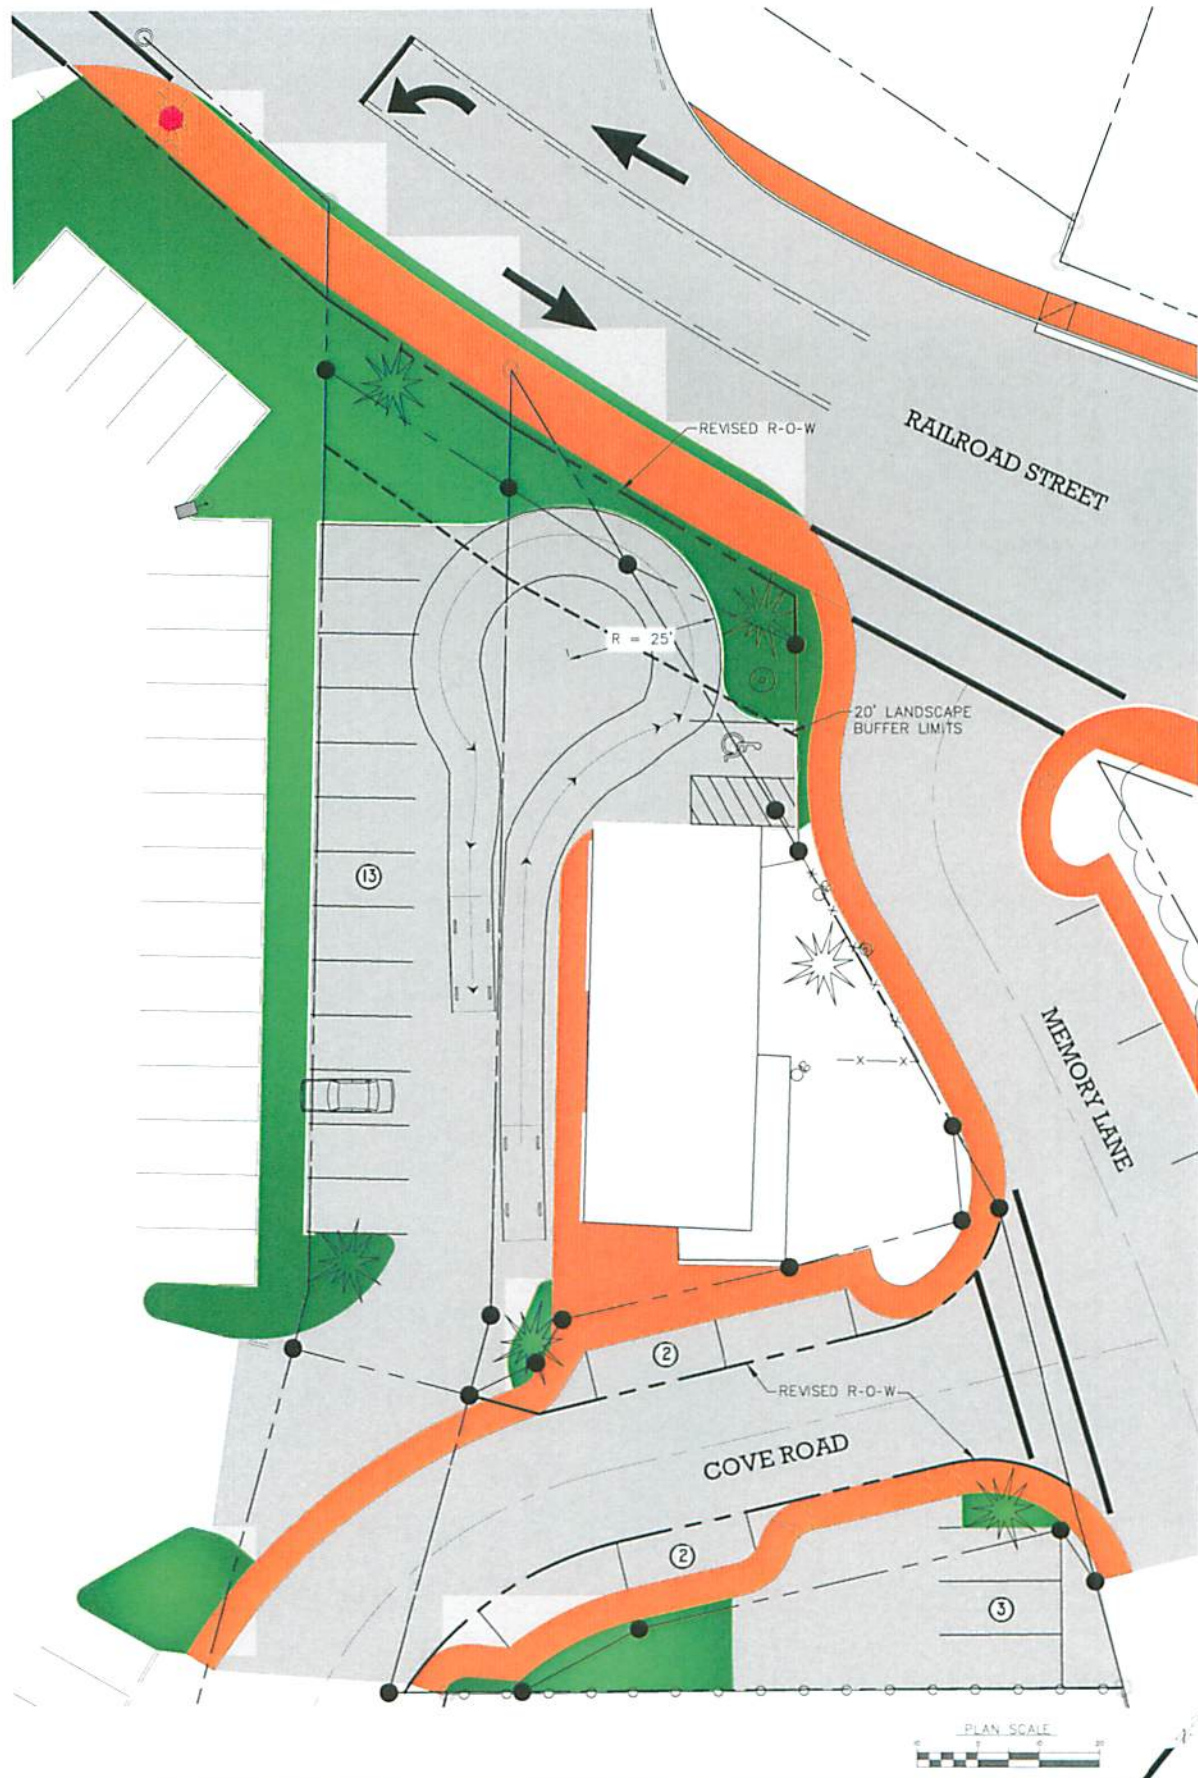 REVISED R-O-W
RAILROAD STREET
R = 25'
20' LANDSCAPE
BUFFER LIMITS
13
MEMORY LANE
2
REVISED R-O-W
COVE ROAD
2
3
PLAN SCALE